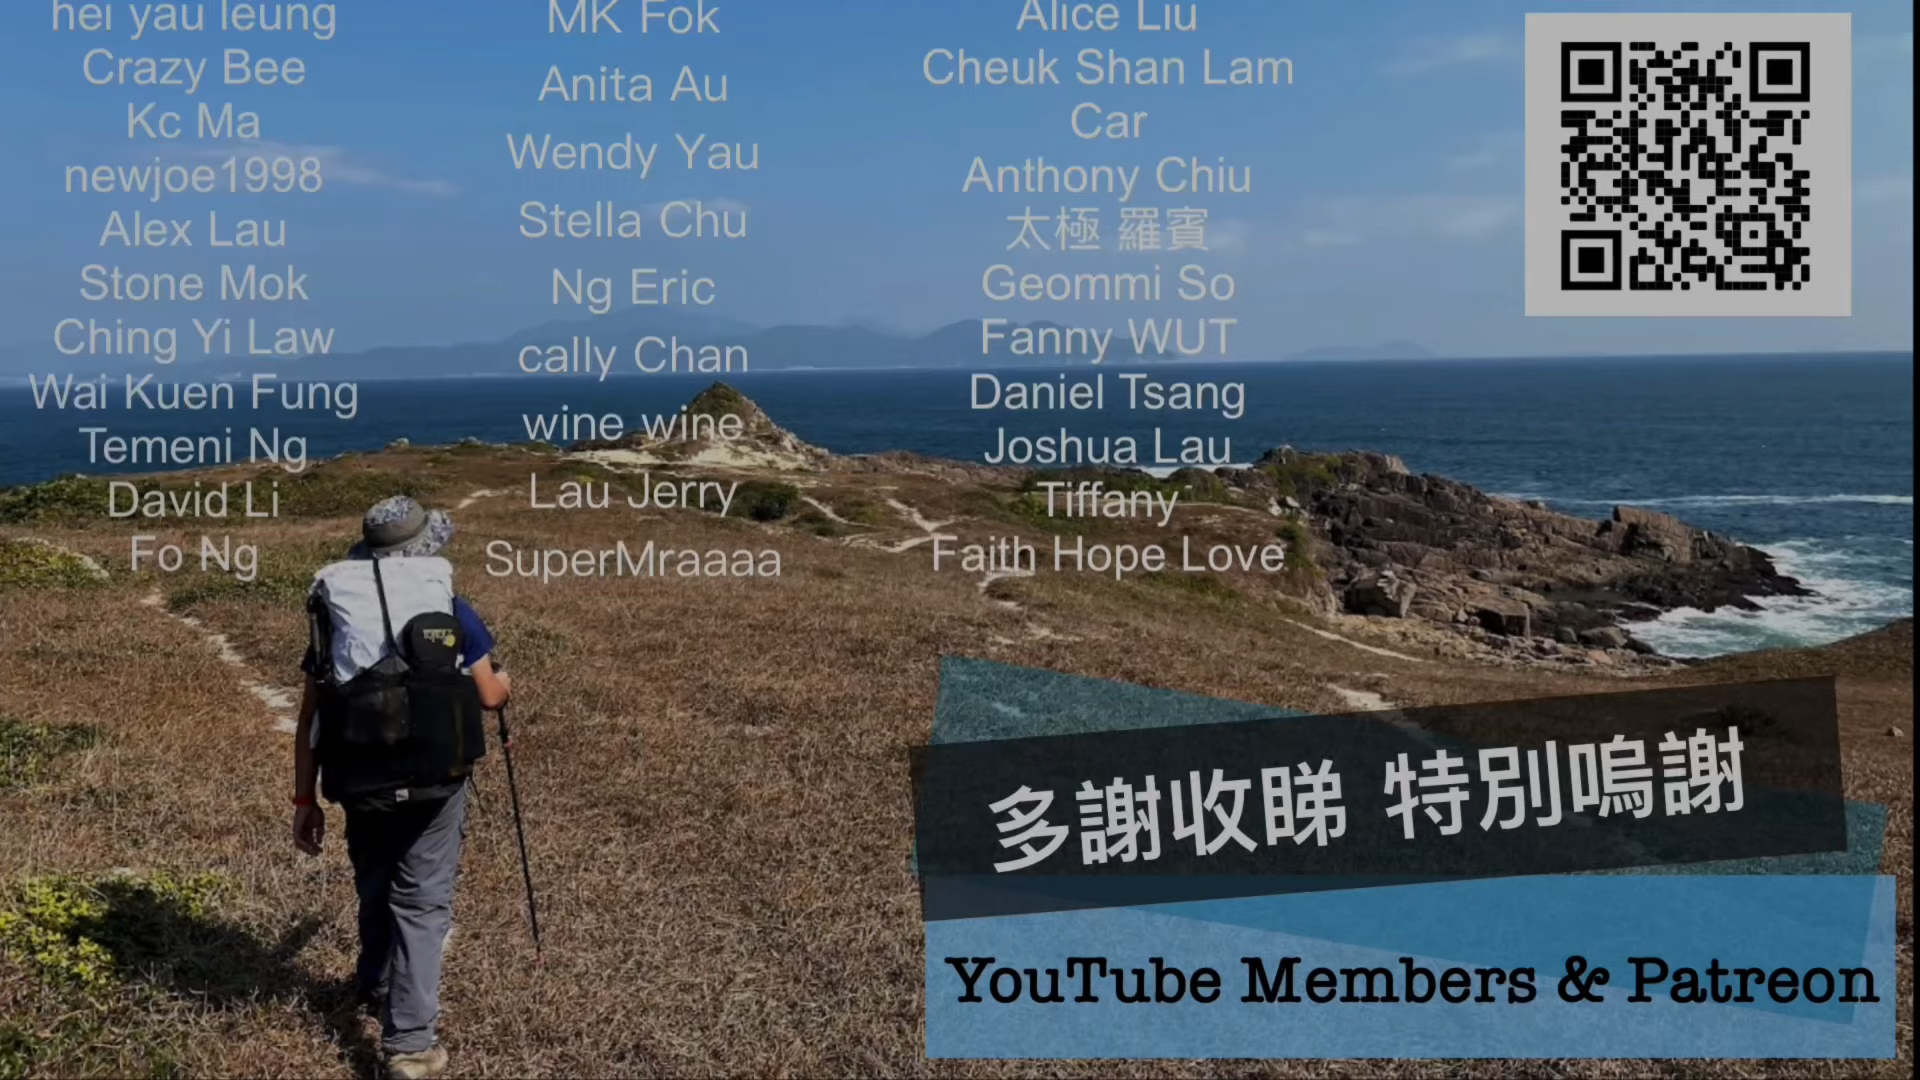 hei yau leung
Crazy Bee
Kc Ma
newjoe1998
Alex Lau
Stone Mok
Ching Yi Law
Wai Kuen Fung
Temeni Ng
David Li
Fo Ng
MK Fok
Anita Au
Wendy Yau
Stella Chu
Ng Eric
cally Chan
wine wine
Lau Jerry
SuperMraaaa
Alice Liu
Cheuk Shan Lam
Car
Anthony Chiu
太極 羅賓
Geommi So
Fanny WUT
Daniel Tsang
Joshua Lau
Tiffany
Faith Hope Love
多謝收睇 特別嗚謝
YouTube Members & Patreon